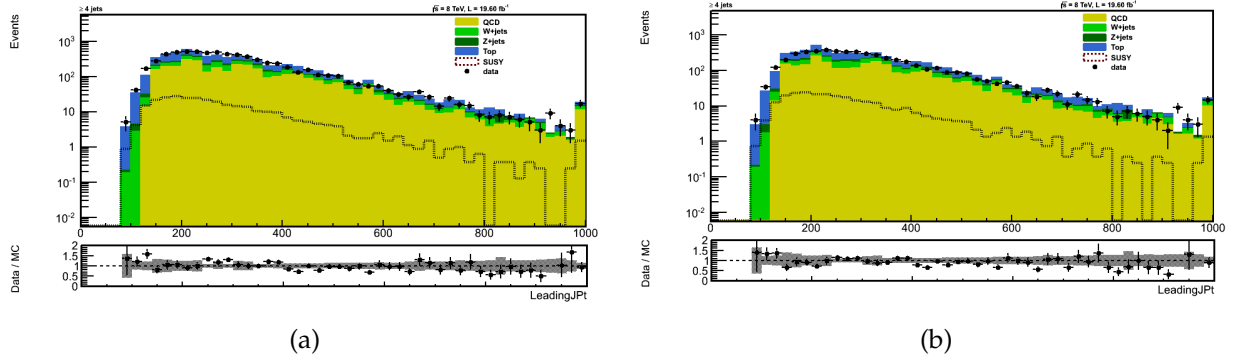 ≥ 4 jets
√s = 8 TeV, L = 19.60 fb⁻¹
Events
10³
10²
10
1
10⁻¹
10⁻²
QCD
W+jets
Z+jets
Top
SUSY
data
0 200 400 600 800 1000
Data / MC
2
1.5
1
0.5
0
LeadingJPt
(a)
≥ 4 jets
√s = 8 TeV, L = 19.60 fb⁻¹
Events
10³
10²
10
1
10⁻¹
10⁻²
QCD
W+jets
Z+jets
Top
SUSY
data
0 200 400 600 800 1000
Data / MC
2
1.5
1
0.5
0
LeadingJPt
(b)